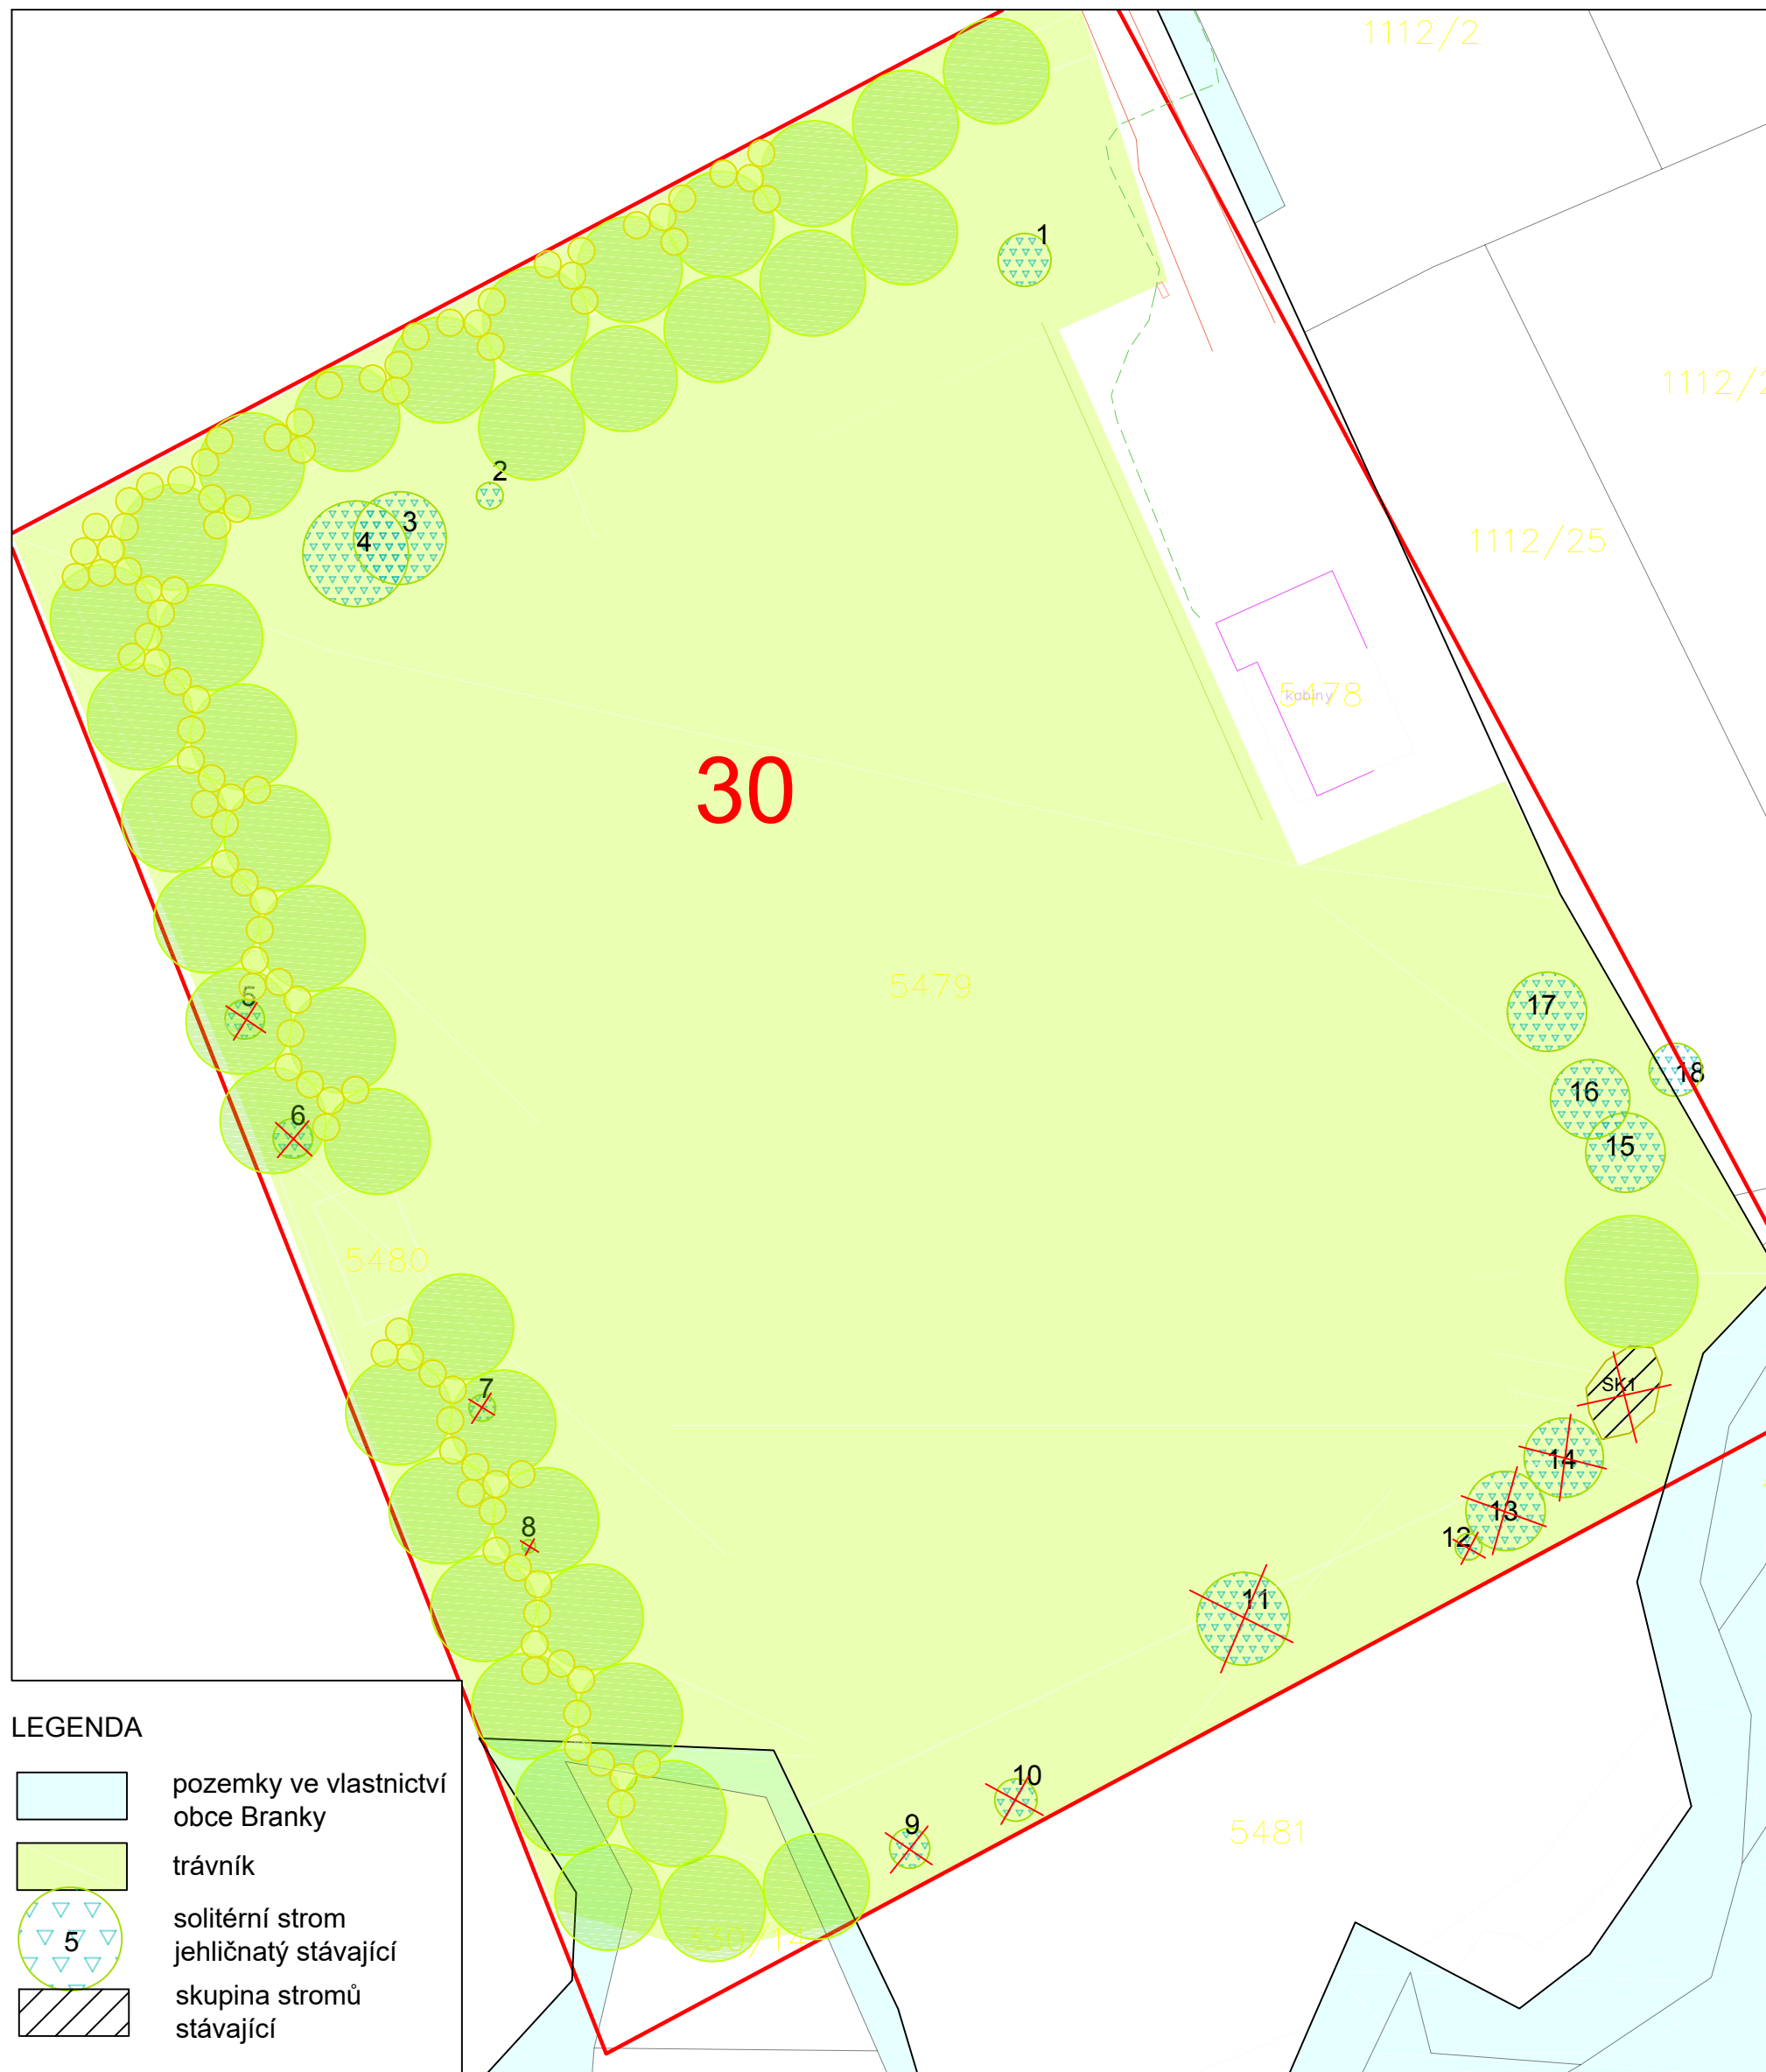 1112/2
1
1112/2
2
3
4
1112/25
5478
kabiny
30
5479
5
17
18
16
6
15
5480
SK1
7
14
13
8
12
11
10
9
5481
330/14
LEGENDA
pozemky ve vlastnictví
obce Branky
trávník
solitérní strom
5
jehličnatý stávající
skupina stromů
stávající